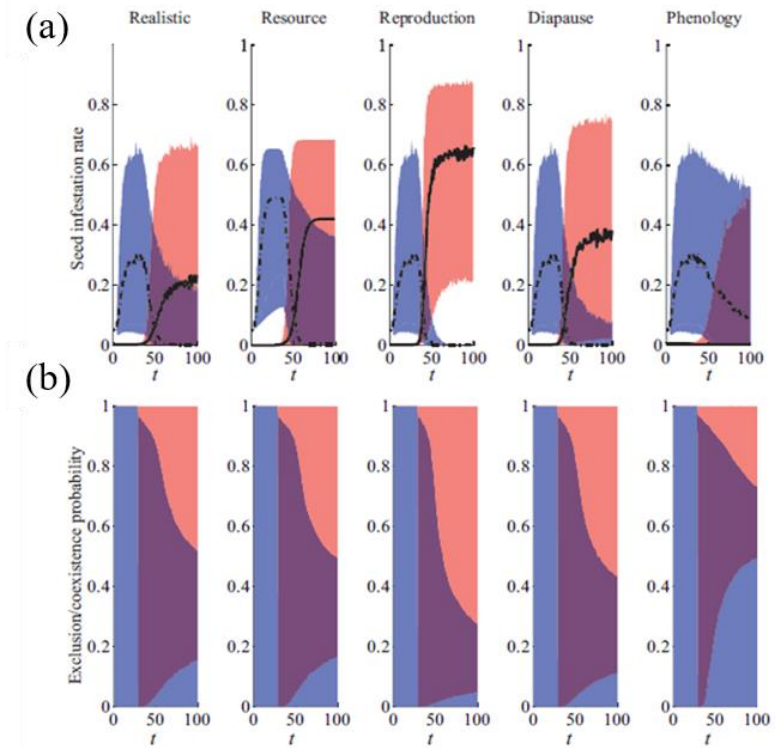 (a)
Realistic Resource Reproduction Diapause Phenology
1 1 1 1
0.8 0.8 0.8 0.8 0.8
0.6 0.6 0.6 0.6 0.6
0.4 0.4 0.4 0.4 0.4
0.2 0.2 0.2 0.2 0.2
0 0 0 0 0
Seed infestation rate
0 50 100 0 50 100 0 50 100 0 50 100 0 50 100
t t t t t
(b)
1 1 1 1 1
0.8 0.8 0.8 0.8 0.8
0.6 0.6 0.6 0.6 0.6
0.4 0.4 0.4 0.4 0.4
0.2 0.2 0.2 0.2 0.2
0 0 0 0 0
Exclusion/coexistence probability
0 50 100 0 50 100 0 50 100 0 50 100 0 50 100
t t t t t